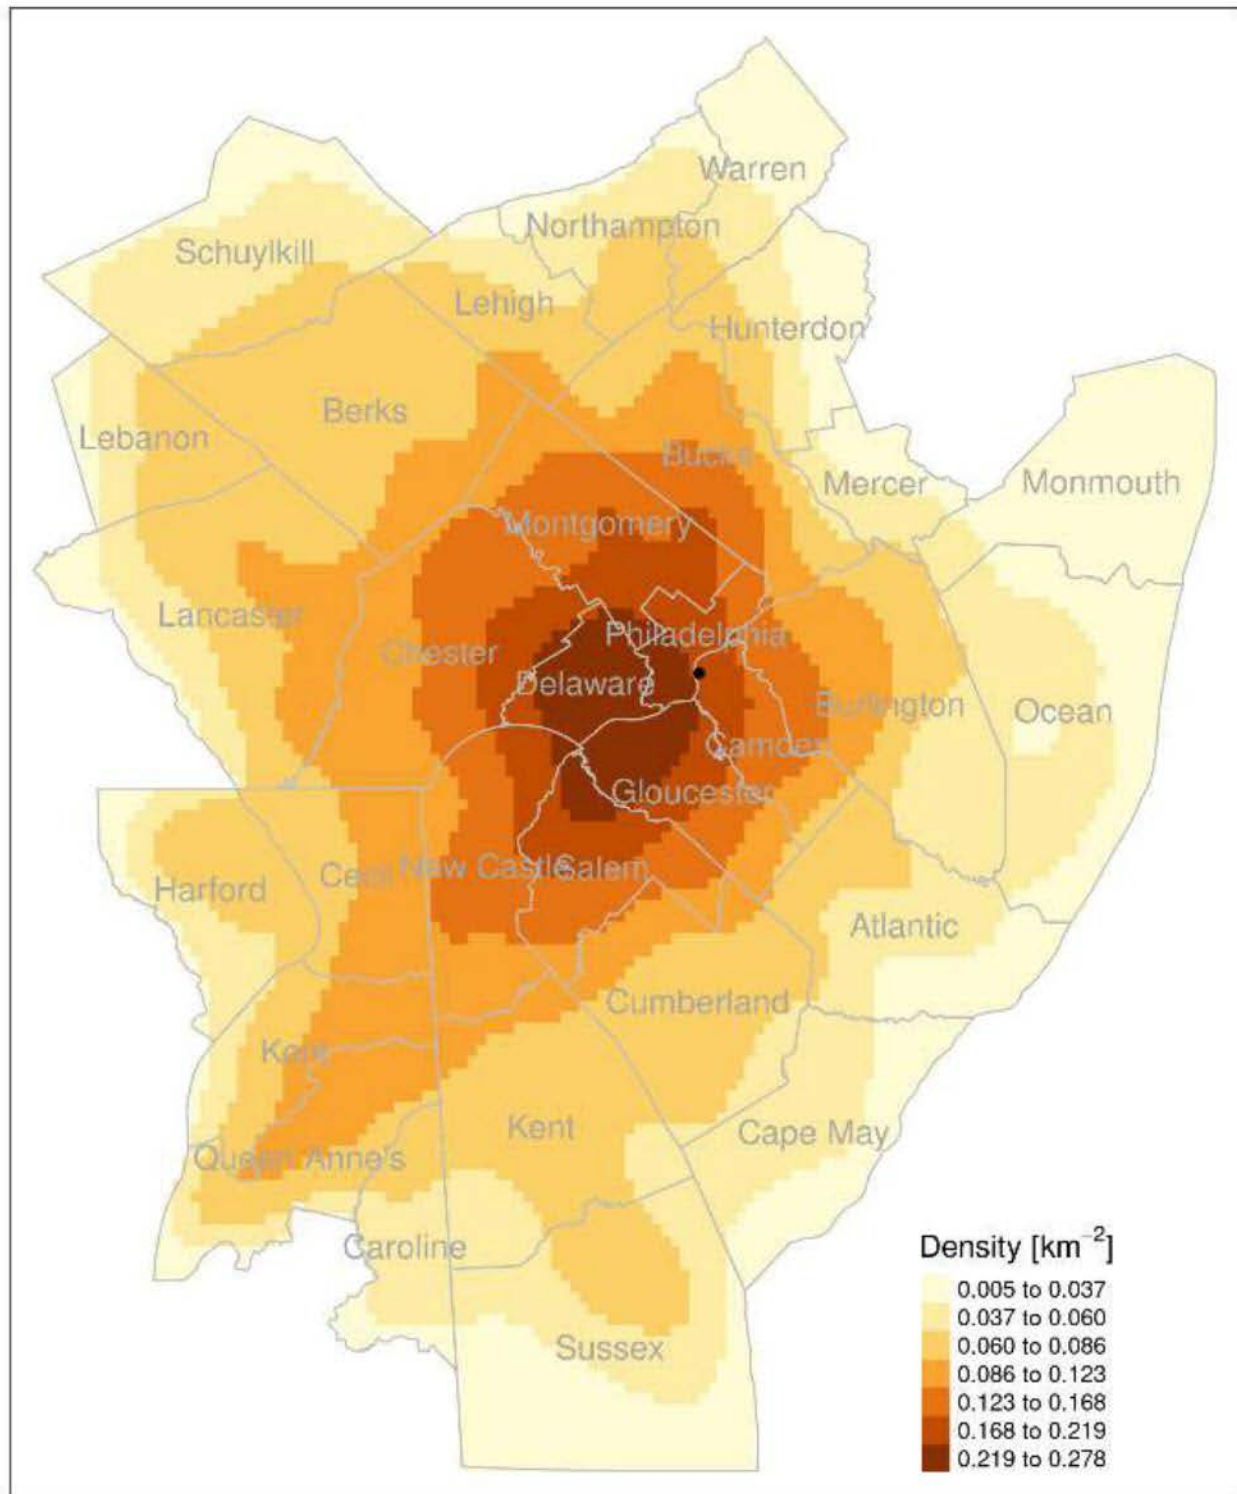 Warren
Northampton
Schuylkill
Lehigh
Hunterdon
Berks
Lebanon
Bucks
Mercer
Monmouth
Montgomery
Lancaster
Philadelphia
Chester
Delaware
Burlington
Ocean
Camden
Gloucester
Harford
Cecil
New Castle
Salem
Atlantic
Cumberland
Kent
Kent
Cape May
Queen Anne's
Caroline
Sussex
Density [km⁻²]
0.005 to 0.037
0.037 to 0.060
0.060 to 0.086
0.086 to 0.123
0.123 to 0.168
0.168 to 0.219
0.219 to 0.278